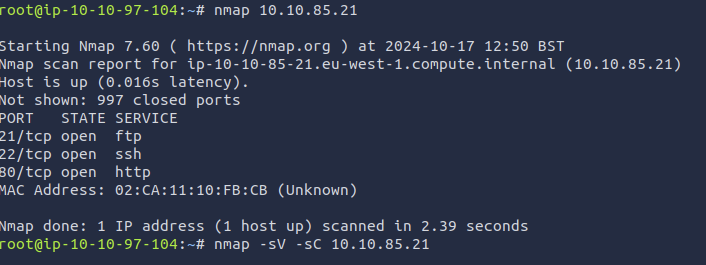 root@ip-10-10-97-104:~# nmap 10.10.85.21
Starting Nmap 7.60 ( https://nmap.org ) at 2024-10-17 12:50 BST
Nmap scan report for ip-10-10-85-21.eu-west-1.compute.internal (10.10.85.21)
Host is up (0.016s latency).
Not shown: 997 closed ports
PORT   STATE SERVICE
21/tcp open  ftp
22/tcp open  ssh
80/tcp open  http
MAC Address: 02:CA:11:10:FB:CB (Unknown)
Nmap done: 1 IP address (1 host up) scanned in 2.39 seconds
root@ip-10-10-97-104:~# nmap -sV -sC 10.10.85.21